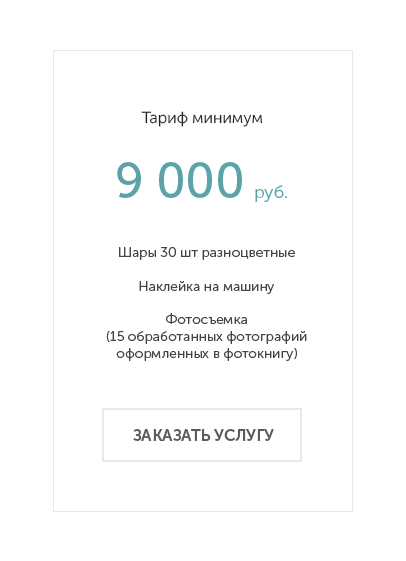 Тариф минимум
9 000 руб.
Шары 30 шт разноцветные
Наклейка на машину
Фотосъемка
(15 обработанных фотографий
оформленных в фотокнигу)
ЗАКАЗАТЬ УСЛУГУ